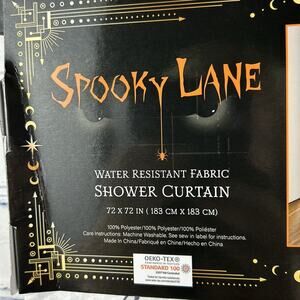 SPOOKY LANE
WATER RESISTANT FABRIC
SHOWER CURTAIN
72 X 72 IN ( 183 CM X 183 CM)
100% Polyester/100% Polyester/100% Poliéster
Care Instructions: Machine Washable. See sewn in label for instructions.
Made In China/Fabriqué en Chine/Hecho en China
OEKO-TEX®
STANDARD 100